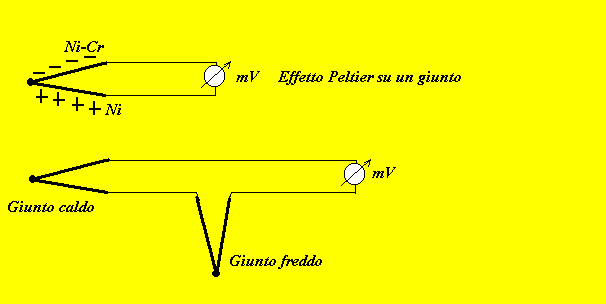 Ni-Cr
- - - -
mV Effetto Peltier su un giunto
+ + + + Ni
mV
Giunto caldo
Giunto freddo